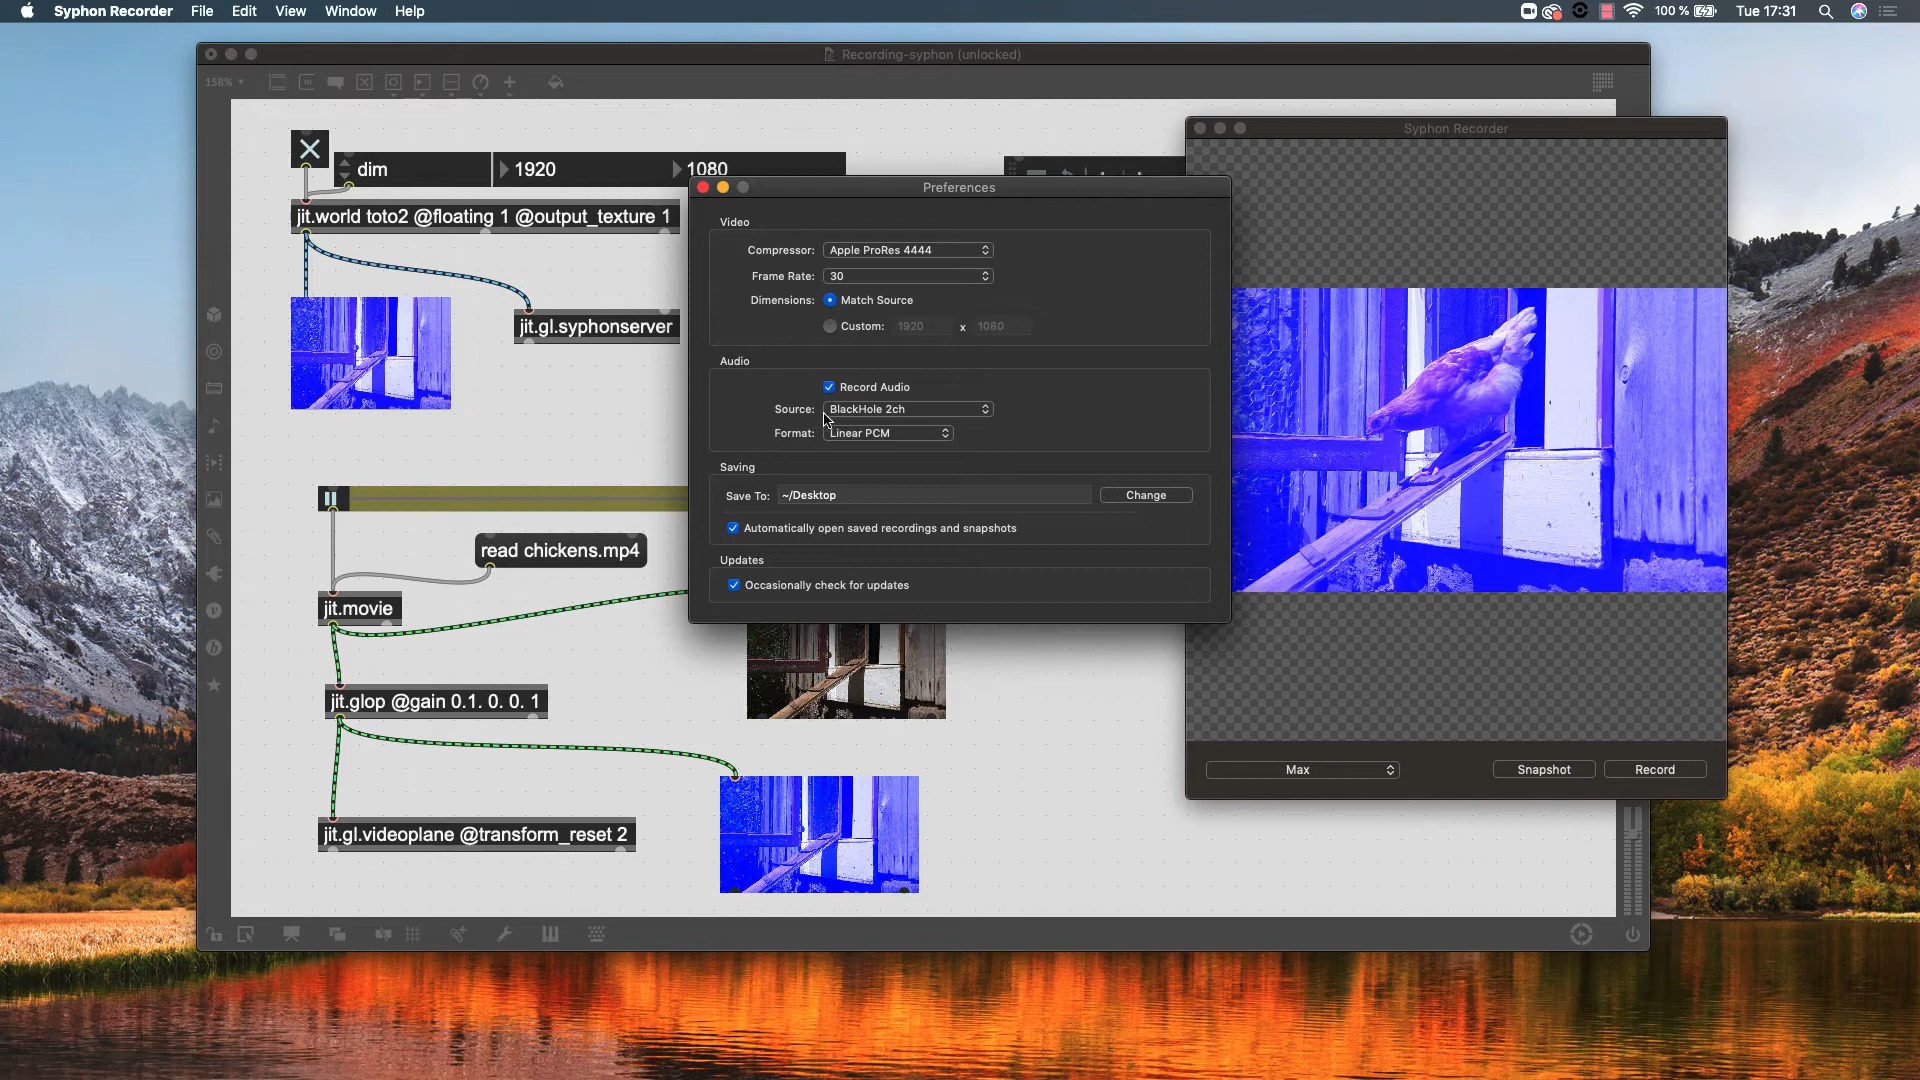 Syphon Recorder File Edit View Window Help 100 % Tue 17:31
Recording-syphon (unlocked)
158%
Syphon Recorder
dim 1920 1080
Preferences
jit.world toto2 @floating 1 @output_texture 1
Video
Compressor: Apple ProRes 4444
Frame Rate: 30
Dimensions: Match Source
Custom: 1920 x 1080
jit.gl.syphonserver
Audio
Record Audio
Source: BlackHole 2ch
Format: Linear PCM
Saving
Save To: ~/Desktop Change
Automatically open saved recordings and snapshots
Updates
Occasionally check for updates
read chickens.mp4
jit.movie
jit.glop @gain 0.1. 0. 0. 1
Max Snapshot Record
jit.gl.videoplane @transform_reset 2